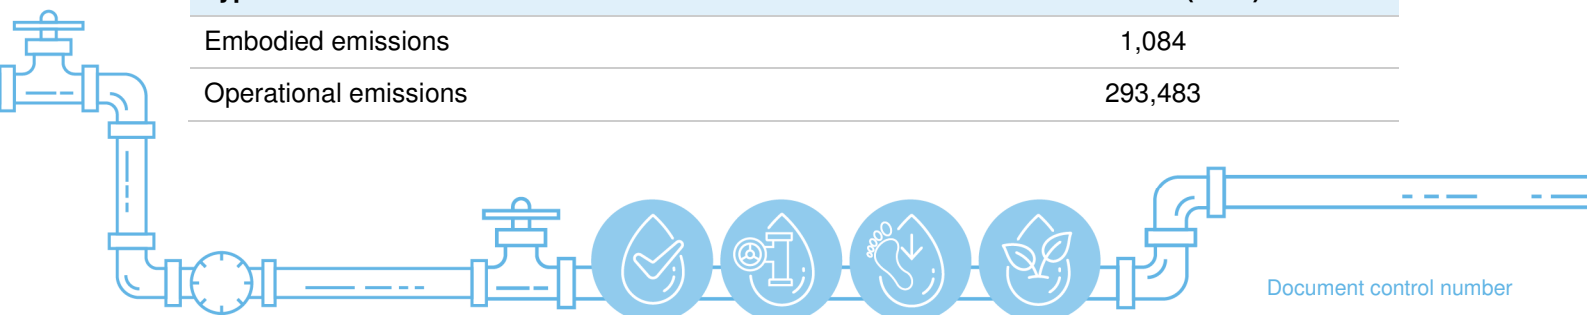 Embodied emissions 1,084
Operational emissions 293,483
Document control number